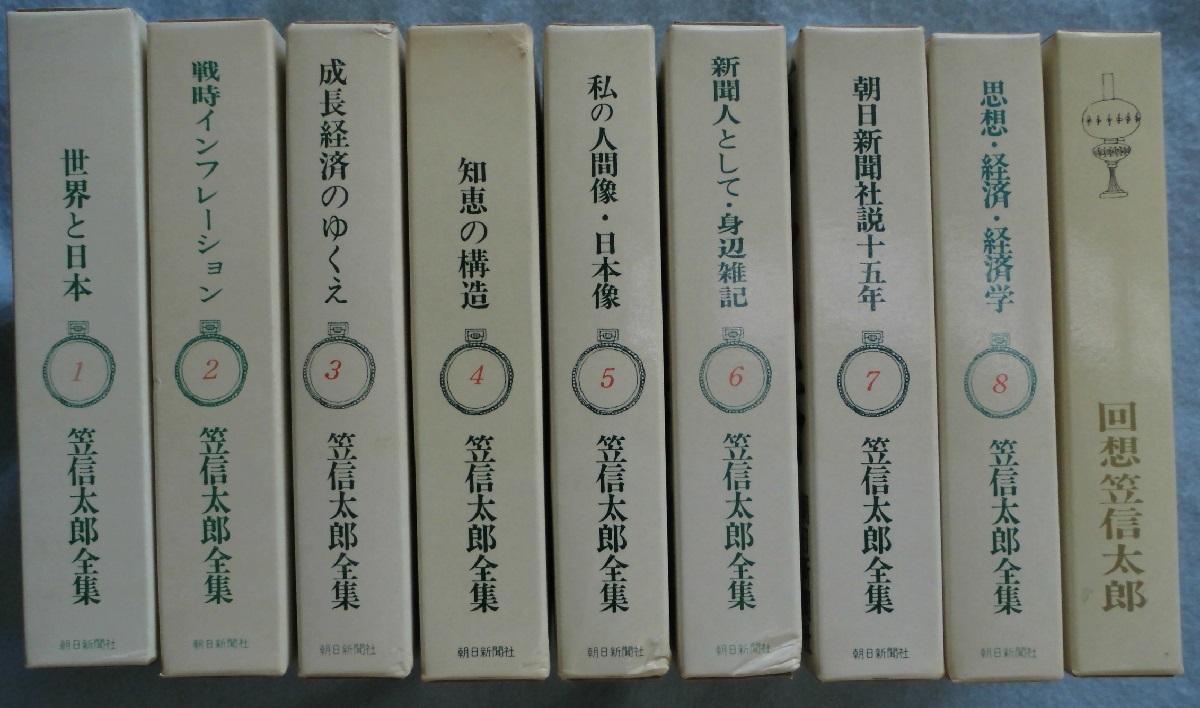 世界と日本
1
笠信太郎全集
朝日新聞社
戦時インフレーション
2
笠信太郎全集
朝日新聞社
成長経済のゆくえ
3
笠信太郎全集
朝日新聞社
知恵の構造
4
笠信太郎全集
朝日新聞社
私の人間像・日本像
5
笠信太郎全集
朝日新聞社
新聞人として・身辺雑記
6
笠信太郎全集
朝日新聞社
朝日新聞社説十五年
7
笠信太郎全集
朝日新聞社
思想・経済・経済学
8
笠信太郎全集
朝日新聞社
回想笠信太郎